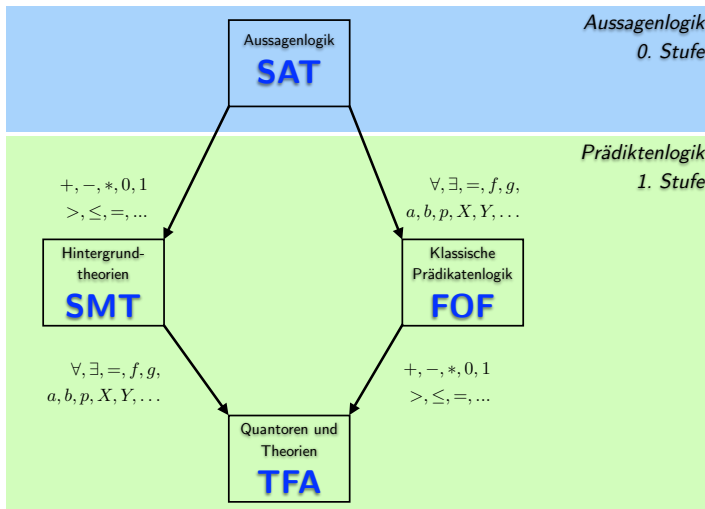 Aussagenlogik
0. Stufe
Aussagenlogik
SAT
Prädiktenlogik
1. Stufe
+, −, ∗, 0, 1
>, ≤, =, ...
∀, ∃, =, f, g,
a, b, p, X, Y, . . .
Hintergrund-
theorien
SMT
Klassische
Prädikatenlogik
FOF
∀, ∃, =, f, g,
a, b, p, X, Y, . . .
+, −, ∗, 0, 1
>, ≤, =, ...
Quantoren und
Theorien
TFA